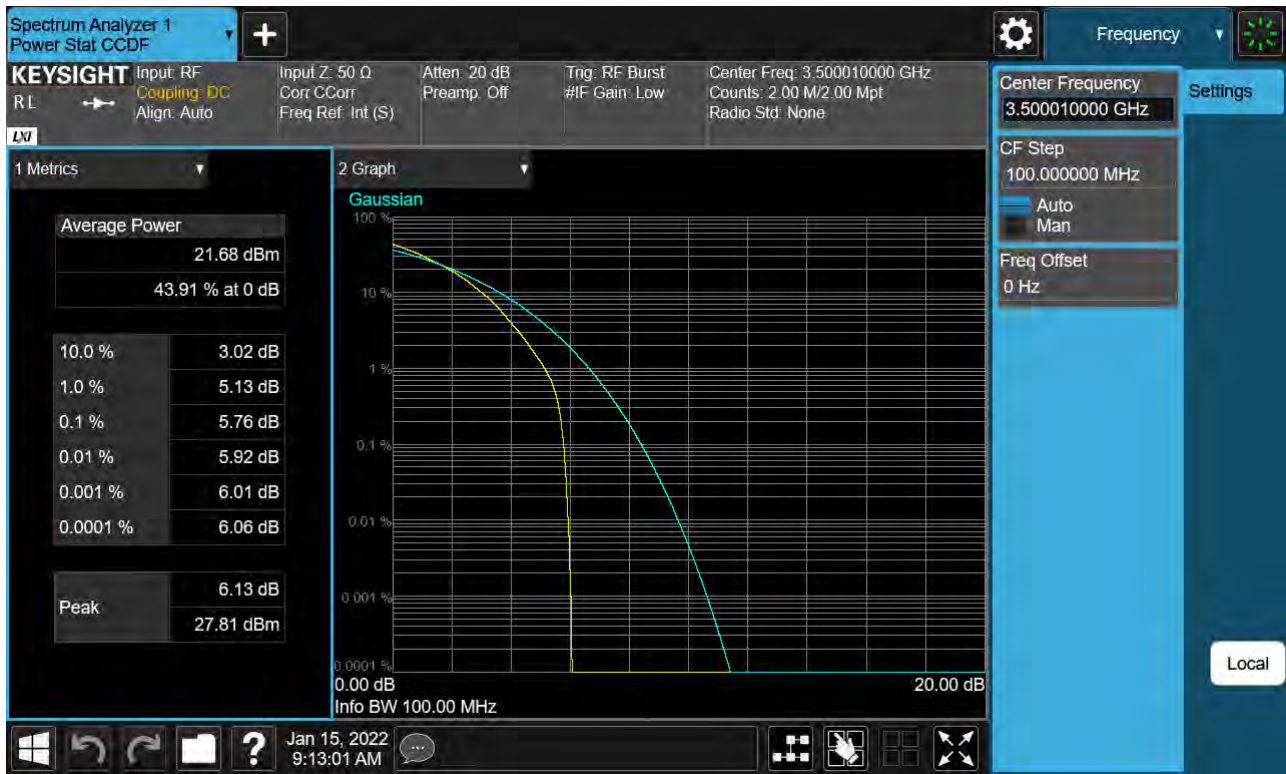 Spectrum Analyzer 1
Power Stat CCDF
Frequency
KEYSIGHT
R L
LXI
Input: RF
Coupling: DC
Align: Auto
Input Z: 50 Ω
Corr CCorr
Freq Ref: Int (S)
Atten: 20 dB
Preamp: Off
Trig: RF Burst
#IF Gain: Low
Center Freq: 3.500010000 GHz
Counts: 2.00 M/2.00 Mpt
Radio Std: None
Center Frequency
3.500010000 GHz
Settings
CF Step
100.000000 MHz
Auto
Man
Freq Offset
0 Hz
Local
1 Metrics
Average Power
21.68 dBm
43.91 % at 0 dB
10.0 % 3.02 dB
1.0 % 5.13 dB
0.1 % 5.76 dB
0.01 % 5.92 dB
0.001 % 6.01 dB
0.0001 % 6.06 dB
Peak
6.13 dB
27.81 dBm
2 Graph
Gaussian
100 %
10 %
1 %
0.1 %
0.01 %
0.001 %
0.0001 %
0.00 dB 20.00 dB
Info BW 100.00 MHz
?
Jan 15, 2022
9:13:01 AM